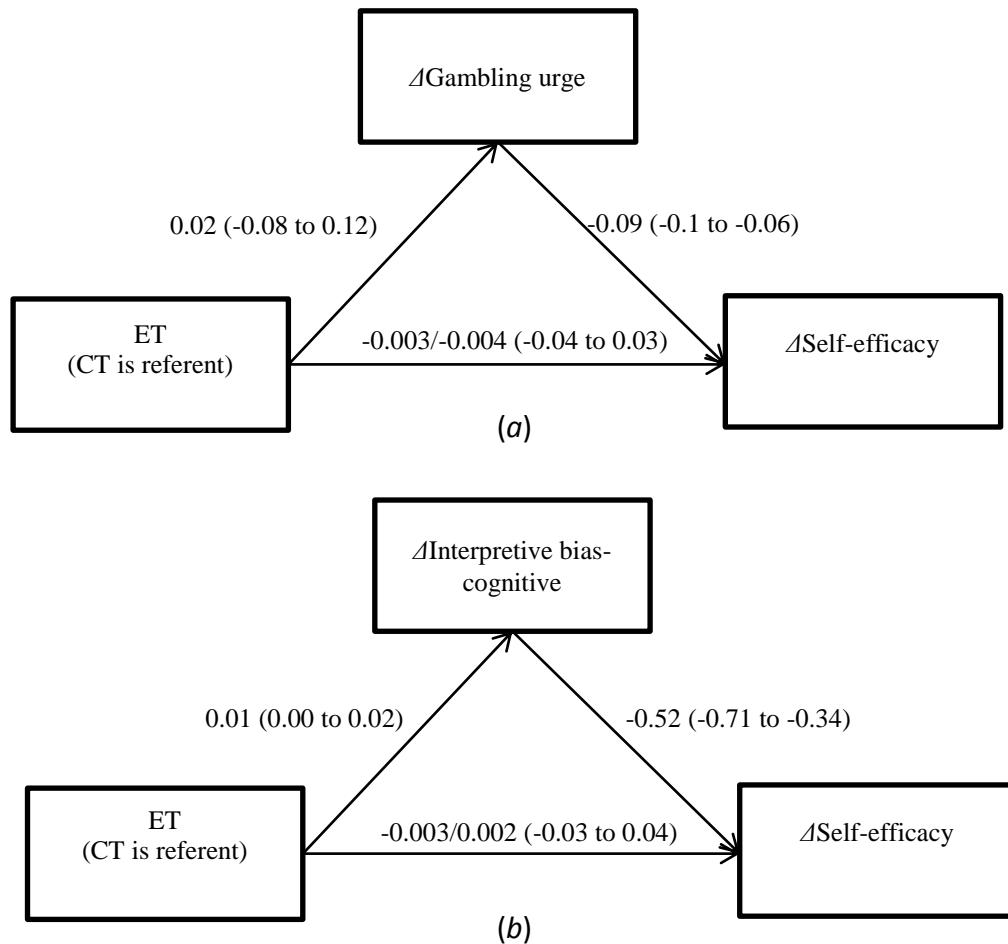 ΔGambling urge
0.02 (-0.08 to 0.12)
-0.09 (-0.1 to -0.06)
ET
(CT is referent)
-0.003/-0.004 (-0.04 to 0.03)
ΔSelf-efficacy
(a)
ΔInterpretive bias-
cognitive
0.01 (0.00 to 0.02)
-0.52 (-0.71 to -0.34)
ET
(CT is referent)
-0.003/0.002 (-0.03 to 0.04)
ΔSelf-efficacy
(b)